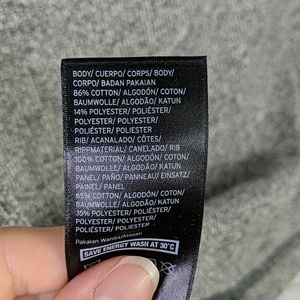 BODY/ CUERPO/ CORPS/ BODY/
CORPO/ BADAN PAKAIAN
86% COTTON/ ALGODÓN/ COTON/
BAUMWOLLE/ ALGODÃO/ KATUN
14% POLYESTER/ POLIÉSTER/
POLYESTER/ POLYESTER/
POLIÉSTER/ POLIESTER
RIB/ ACANALADO/ CÔTES/
RIPPMATERIAL/ CANELADO/ RIB
100% COTTON/ ALGODÓN/ COTON/
BAUMWOLLE/ ALGODÃO/ KATUN
PANEL/ PAÑO/ PANNEAU/ EINSATZ/
PAINEL/ PANEL
65% COTTON/ ALGODÓN/ COTON/
BAUMWOLLE/ ALGODÃO/ KATUN
35% POLYESTER/ POLIÉSTER/
POLYESTER/ POLYESTER/
POLIÉSTER/ POLIESTER
Pakaian Wanita/Atasan
SAVE ENERGY WASH AT 30°C